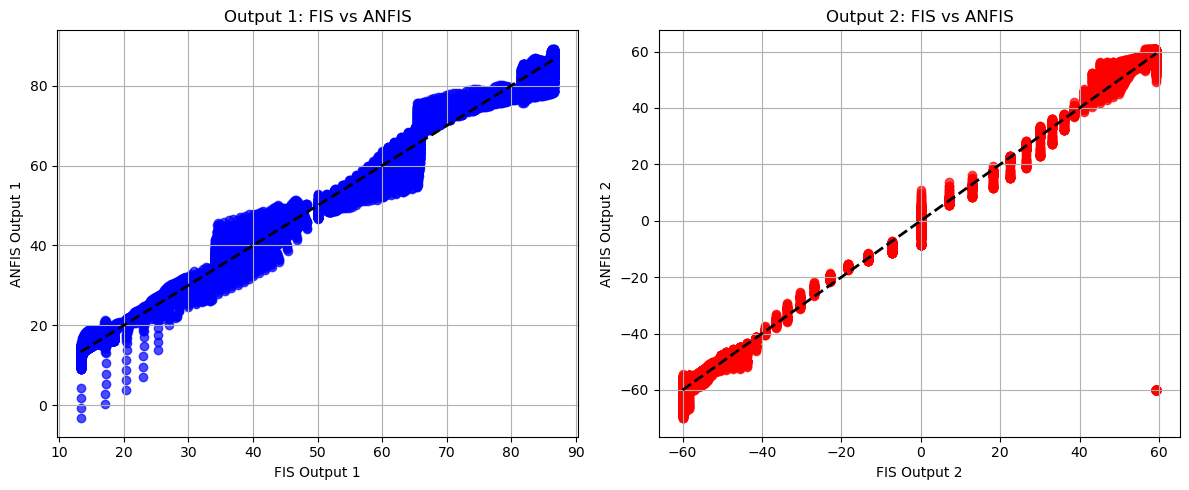 Output 1: FIS vs ANFIS
ANFIS Output 1
80
60
40
20
0
10 20 30 40 50 60 70 80 90
FIS Output 1
Output 2: FIS vs ANFIS
ANFIS Output 2
60
40
20
0
−20
−40
−60
−60 −40 −20 0 20 40 60
FIS Output 2